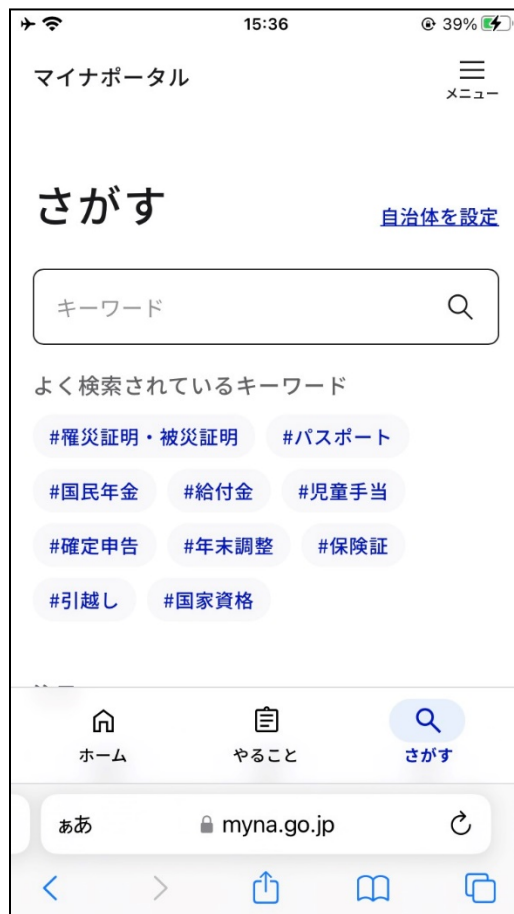 15:36
39%
マイナポータル
メニュー
さがす
自治体を設定
キーワード
よく検索されているキーワード
#罹災証明・被災証明 #パスポート
#国民年金 #給付金 #児童手当
#確定申告 #年末調整 #保険証
#引越し #国家資格
ホーム やること さがす
ぁあ myna.go.jp